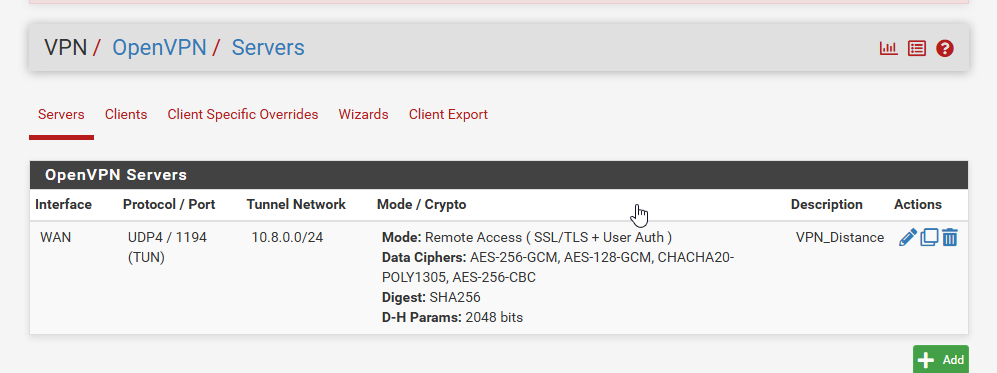 VPN / OpenVPN / Servers
Servers Clients Client Specific Overrides Wizards Client Export
OpenVPN Servers
Interface Protocol / Port Tunnel Network Mode / Crypto Description Actions
WAN UDP4 / 1194 (TUN) 10.8.0.0/24 Mode: Remote Access ( SSL/TLS + User Auth ) VPN_Distance
Data Ciphers: AES-256-GCM, AES-128-GCM, CHACHA20-
POLY1305, AES-256-CBC
Digest: SHA256
D-H Params: 2048 bits
Add